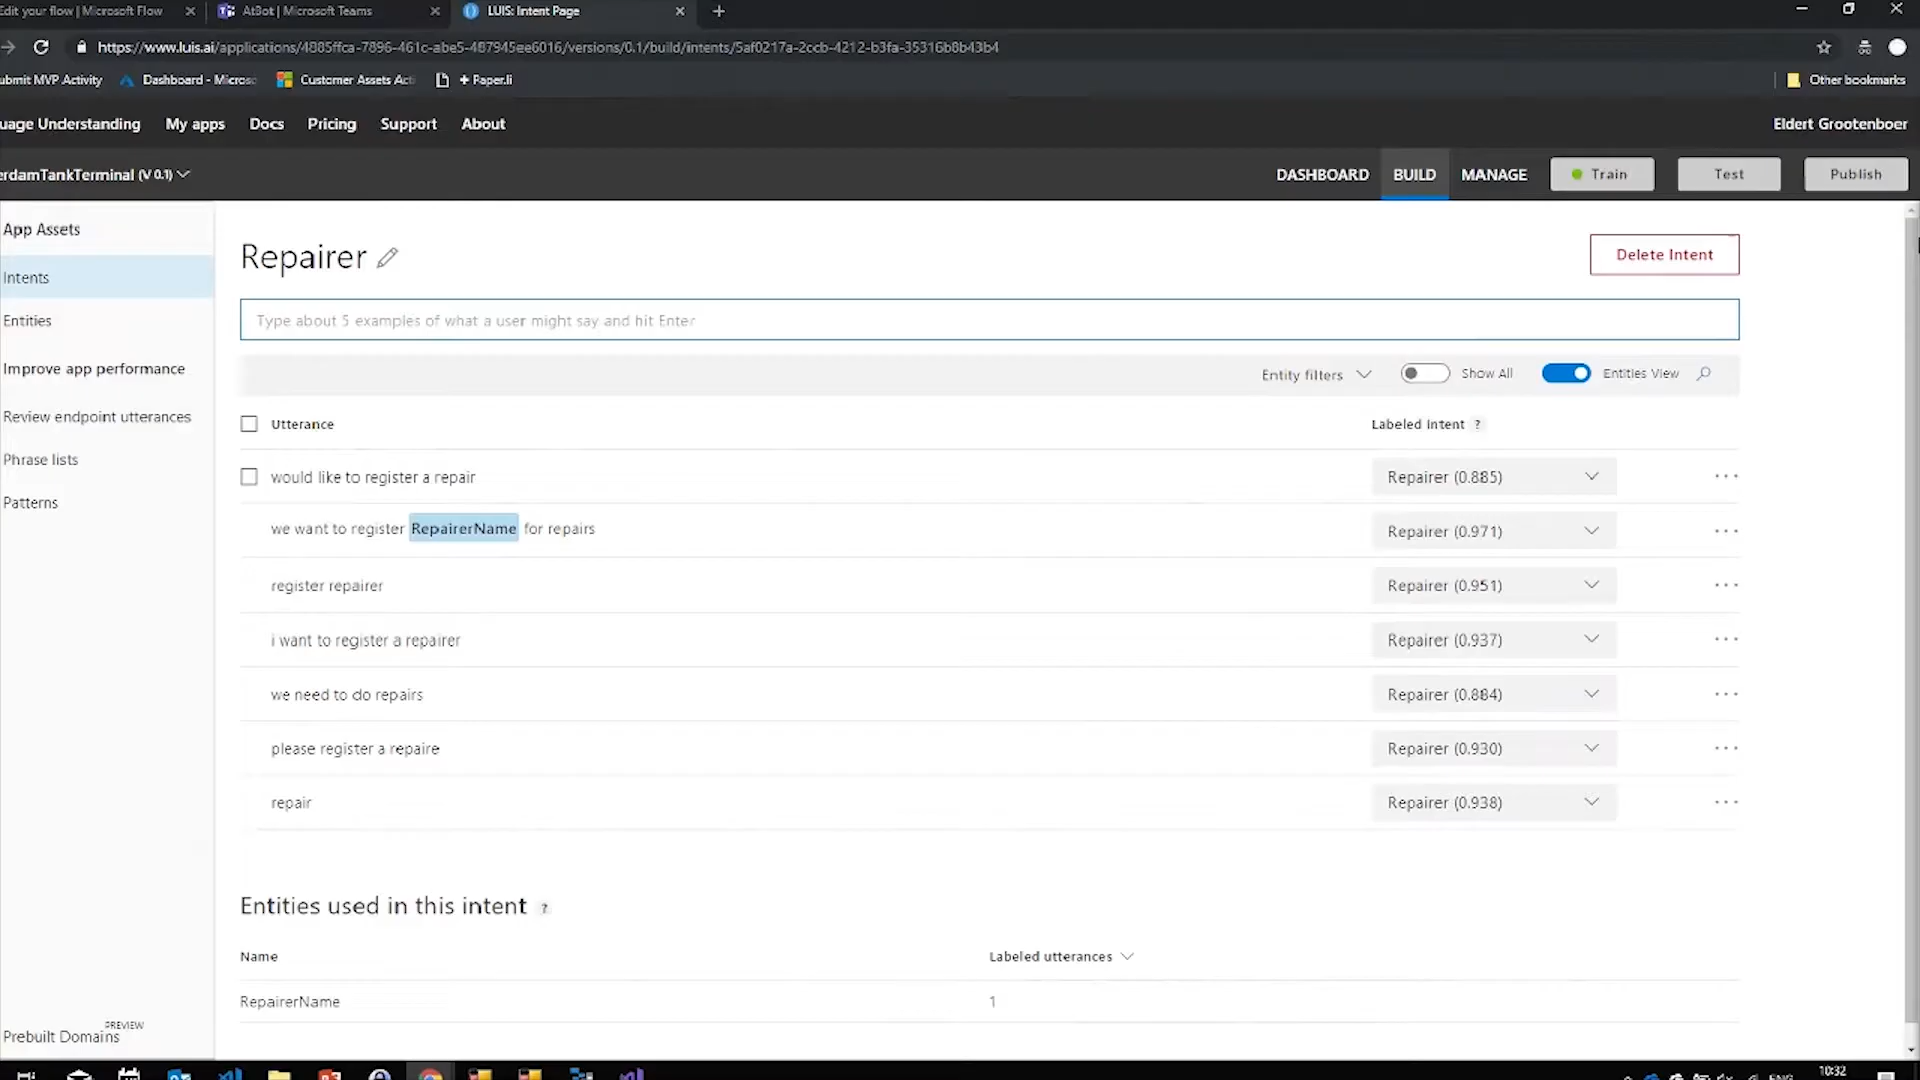 Edit your flow | Microsoft Flow
AtBot | Microsoft Teams
LUIS: Intent Page
https://www.luis.ai/applications/4885ffca-7896-461c-abe5-487945ee6016/versions/0.1/build/intents/5af0217a-2ccb-4212-b3fa-35316b8b43b4
ubmit MVP Activity
Dashboard - Microso
Customer Assets Acti
+ Paper.li
Other bookmarks
uage Understanding
My apps
Docs
Pricing
Support
About
Eldert Grootenboer
erdamTankTerminal (V 0.1)
DASHBOARD
BUILD
MANAGE
Train
Test
Publish
App Assets
Intents
Entities
Improve app performance
Review endpoint utterances
Phrase lists
Patterns
PREVIEW
Prebuilt Domains
Repairer
Delete Intent
Type about 5 examples of what a user might say and hit Enter
Entity filters
Show All
Entities View
Utterance
Labeled intent ?
would like to register a repair
Repairer (0.885)
we want to register RepairerName for repairs
Repairer (0.971)
register repairer
Repairer (0.951)
i want to register a repairer
Repairer (0.937)
we need to do repairs
Repairer (0.884)
please register a repaire
Repairer (0.930)
repair
Repairer (0.938)
Entities used in this intent ?
Name
Labeled utterances
RepairerName
1
ENG
10:32